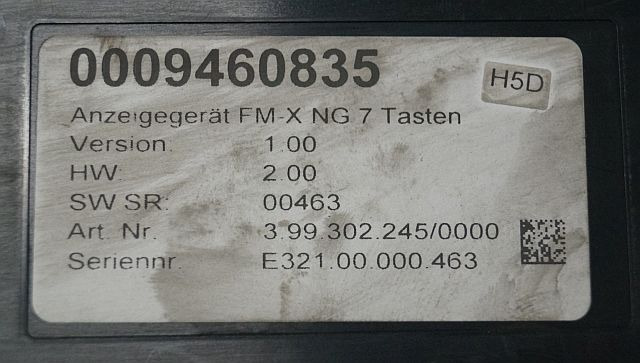 0009460835
H5D
Anzeigegerät FM-X NG 7 Tasten
Version: 1.00
HW: 2.00
SW SR: 00463
Art. Nr. 3.99.302.245/0000
Seriennr. E321.00.000.463